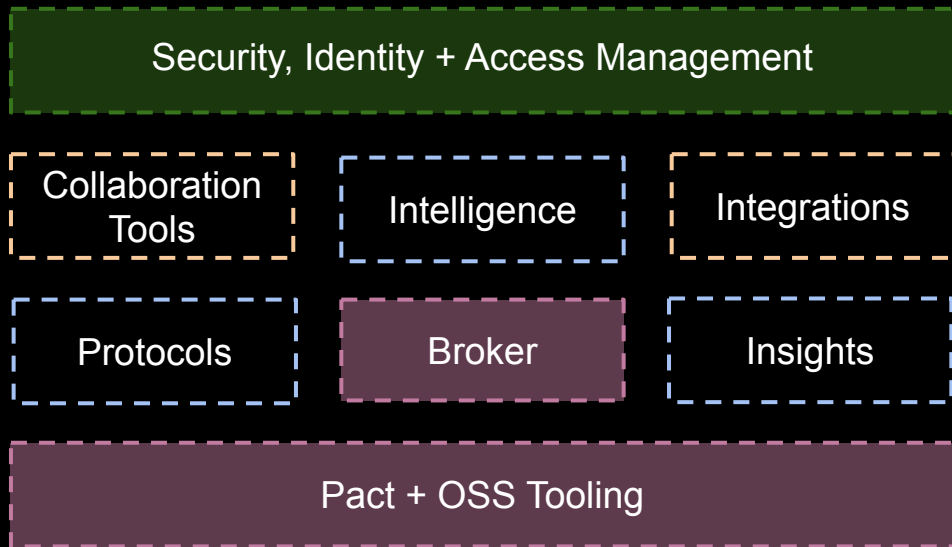 Security, Identity + Access Management
Collaboration
Tools
Intelligence
Integrations
Protocols
Broker
Insights
Pact + OSS Tooling